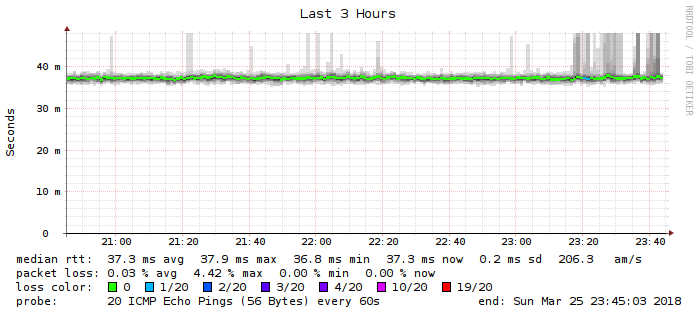 Last 3 Hours
RRDTOOL / TOBI OETIKER
Seconds
40 m
30 m
20 m
10 m
0
21:00 21:20 21:40 22:00 22:20 22:40 23:00 23:20 23:40
median rtt: 37.3 ms avg 37.9 ms max 36.8 ms min 37.3 ms now 0.2 ms sd 206.3 am/s
packet loss: 0.03 % avg 4.42 % max 0.00 % min 0.00 % now
loss color: 0 1/20 2/20 3/20 4/20 10/20 19/20
probe: 20 ICMP Echo Pings (56 Bytes) every 60s end: Sun Mar 25 23:45:03 2018